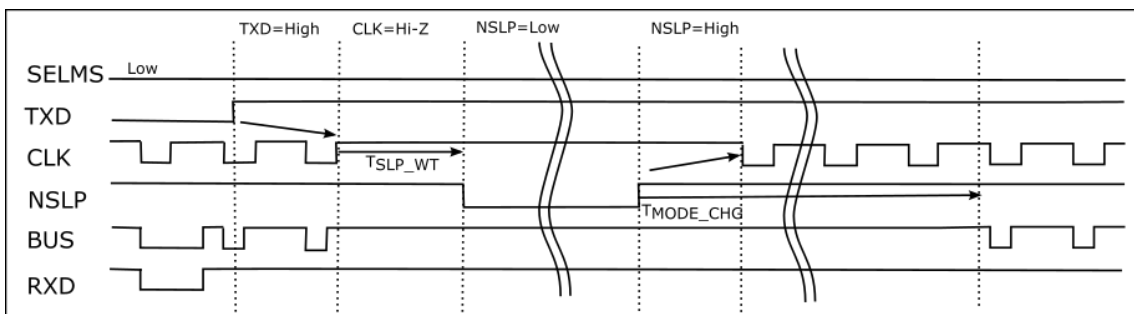 TXD=High CLK=Hi-Z NSLP=Low NSLP=High
SELMS Low
TXD
CLK
TSLP_WT
NSLP
TMODE_CHG
BUS
RXD